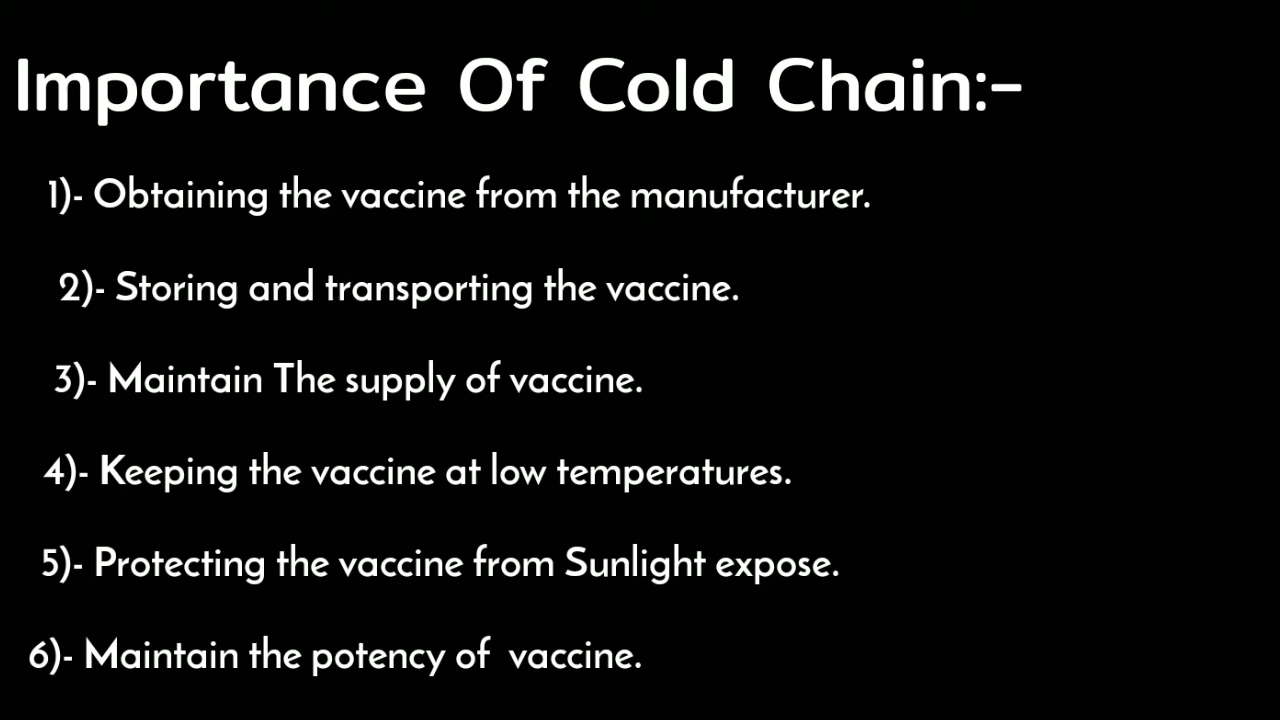 Importance Of Cold Chain:-
1)- Obtaining the vaccine from the manufacturer.
2)- Storing and transporting the vaccine.
3)- Maintain The supply of vaccine.
4)- Keeping the vaccine at low temperatures.
5)- Protecting the vaccine from Sunlight expose.
6)- Maintain the potency of  vaccine.